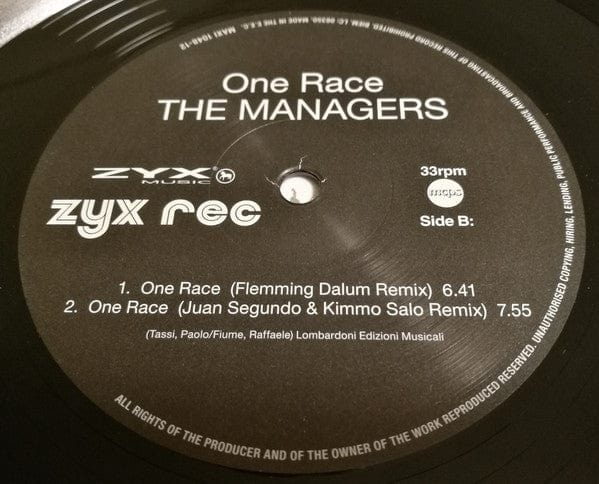 One Race
THE MANAGERS
ZYX®
MUSIC
zyx rec
33rpm
mcps
Side B:
1. One Race (Flemming Dalum Remix) 6.41
2. One Race (Juan Segundo & Kimmo Salo Remix) 7.55
(Tassi, Paolo/Fiume, Raffaele) Lombardoni Edizioni Musicali
ALL RIGHTS OF THE PRODUCER AND OF THE OWNER OF THE WORK REPRODUCED RESERVED. UNAUTHORISED COPYING, HIRING, LENDING, PUBLIC PERFORMANCE AND BROADCASTING OF THIS RECORD PROHIBITED. BIEM. LC: 06350. MADE IN THE E.E.C. MAXI 1048-12